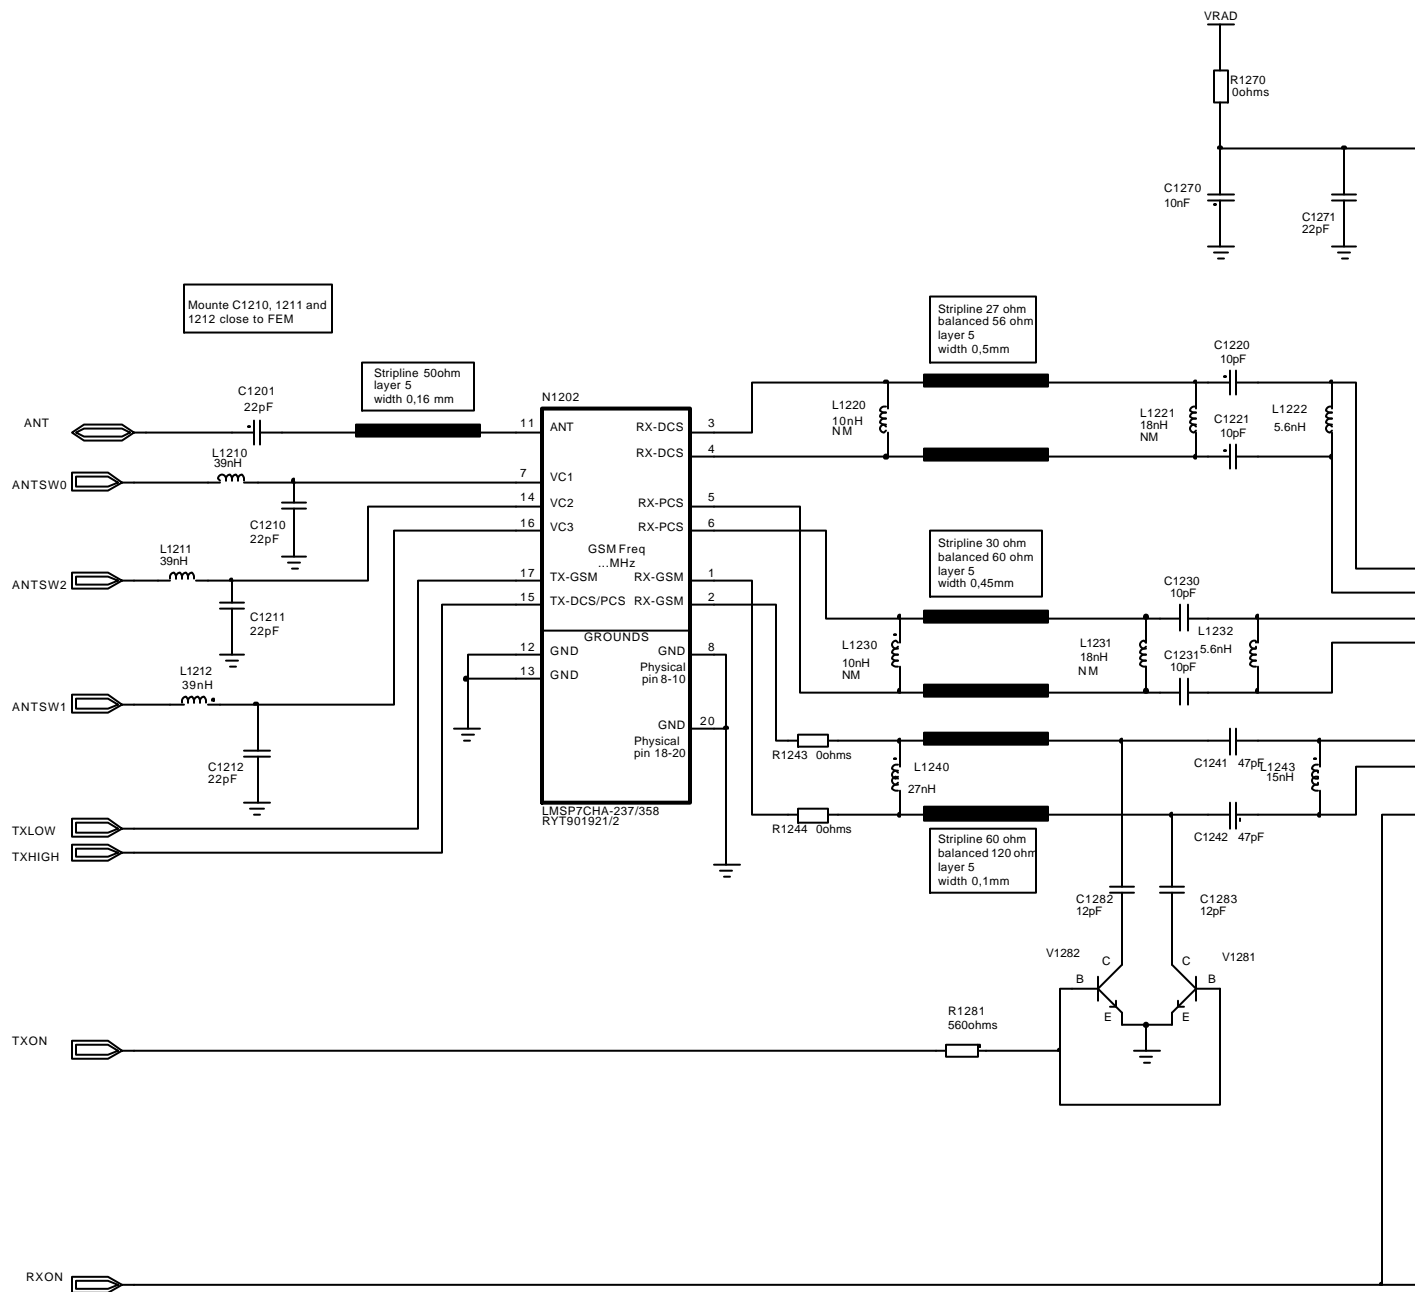 VRAD
R1270
0ohms
C1270
10nF
C1271
22pF
Mounte C1210, 1211 and
1212 close to FEM
Stripline 50ohm
layer 5
width 0,16 mm
Stripline 27 ohm
balanced 56 ohm
layer 5
width 0,5mm
C1201
22pF
ANT
N1202
11
ANT
RX-DCS
3
RX-DCS
4
L1220
10nH
NM
L1221
18nH
NM
C1220
10pF
C1221
10pF
L1222
5.6nH
L1210
39nH
ANTSW0
C1210
22pF
7
VC1
14
VC2
16
VC3
RX-PCS
5
RX-PCS
6
GSM Freq
...MHz
17
TX-GSM
RX-GSM
1
15
TX-DCS/PCS
RX-GSM
2
L1211
39nH
ANTSW2
C1211
22pF
Stripline 30 ohm
balanced 60 ohm
layer 5
width 0,45mm
C1230
10pF
L1230
10nH
NM
L1231
18nH
NM
C1231
10pF
L1232
5.6nH
GROUNDS
12
GND
GND
8
13
GND
Physical
pin 8-10
GND
20
Physical
pin 18-20
L1212
39nH
ANTSW1
C1212
22pF
R1243 0ohms
L1240
27nH
C1241 47pF
L1243
15nH
R1244 0ohms
C1242 47pF
LMSP7CHA-237/358
RYT901921/2
TXLOW
TXHIGH
Stripline 60 ohm
balanced 120 ohm
layer 5
width 0,1mm
C1282
12pF
C1283
12pF
V1282
C
C
V1281
B
B
E
E
R1281
560ohms
TXON
RXON